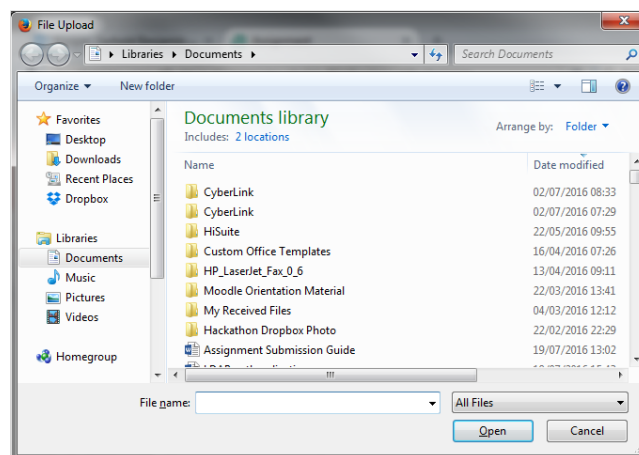 File Upload
Libraries Documents
Search Documents
Organize New folder
Favorites
Desktop
Downloads
Recent Places
Dropbox
Libraries
Documents
Music
Pictures
Videos
Homegroup
Documents library
Includes: 2 locations
Arrange by: Folder
Name Date modified
CyberLink 02/07/2016 08:33
CyberLink 02/07/2016 07:29
HiSuite 22/05/2016 09:55
Custom Office Templates 16/04/2016 07:26
HP_LaserJet_Fax_0_6 13/04/2016 09:11
Moodle Orientation Material 22/03/2016 13:41
My Received Files 04/03/2016 12:12
Hackathon Dropbox Photo 22/02/2016 22:29
Assignment Submission Guide 19/07/2016 13:02
File name:
All Files
Open Cancel